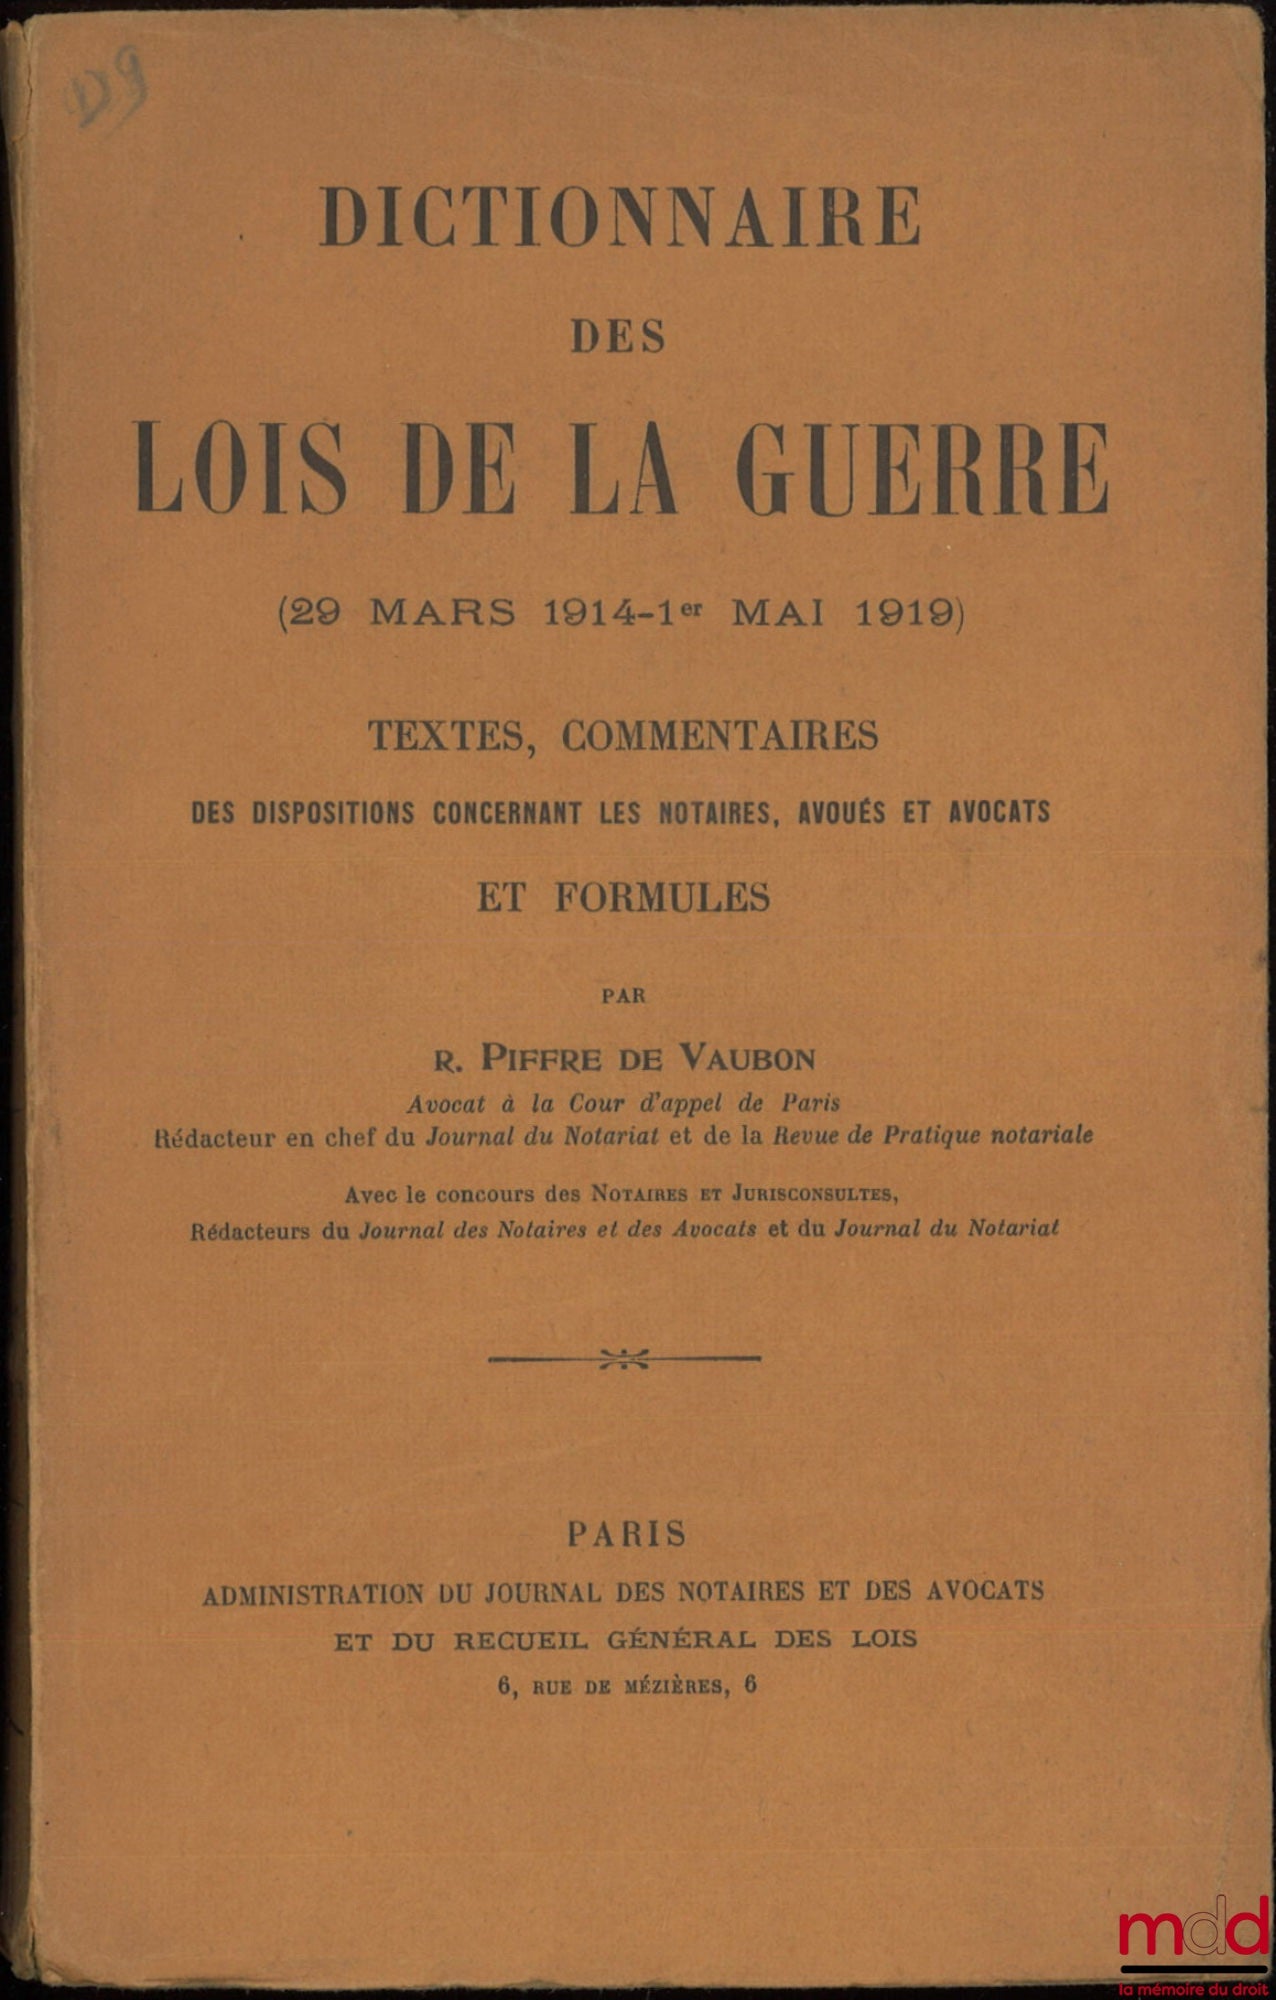 D9
DICTIONNAIRE
DES
LOIS DE LA GUERRE
(29 MARS 1914-1er MAI 1919)
TEXTES, COMMENTAIRES
DES DISPOSITIONS CONCERNANT LES NOTAIRES, AVOUÉS ET AVOCATS
ET FORMULES
PAR
R. PIFFRE DE VAUBON
Avocat à la Cour d'appel de Paris
Rédacteur en chef du Journal du Notariat et de la Revue de Pratique notariale
Avec le concours des NOTAIRES ET JURISCONSULTES,
Rédacteurs du Journal des Notaires et des Avocats et du Journal du Notariat
PARIS
ADMINISTRATION DU JOURNAL DES NOTAIRES ET DES AVOCATS
ET DU RECUEIL GÉNÉRAL DES LOIS
6, RUE DE MÉZIÈRES, 6
mdd
la mémoire du droit